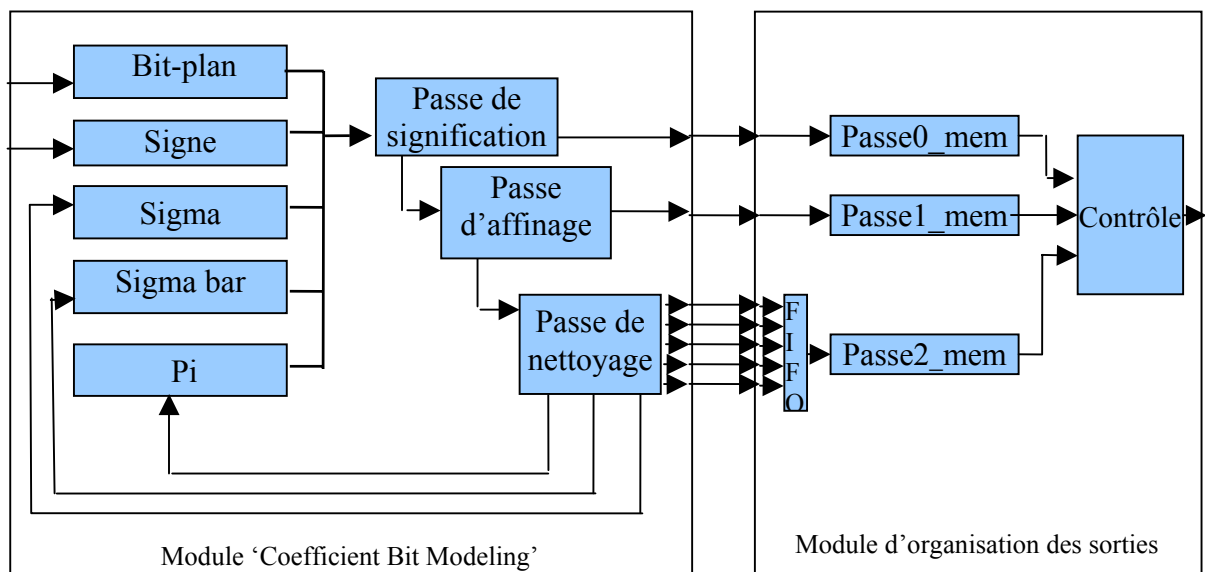 Bit-plan
Signe
Sigma
Sigma bar
Pi
Passe de
signification
Passe
d’affinage
Passe de
nettoyage
Module ‘Coefficient Bit Modeling’
F
I
F
O
Passe0_mem
Passe1_mem
Passe2_mem
Contrôle
Module d’organisation des sorties